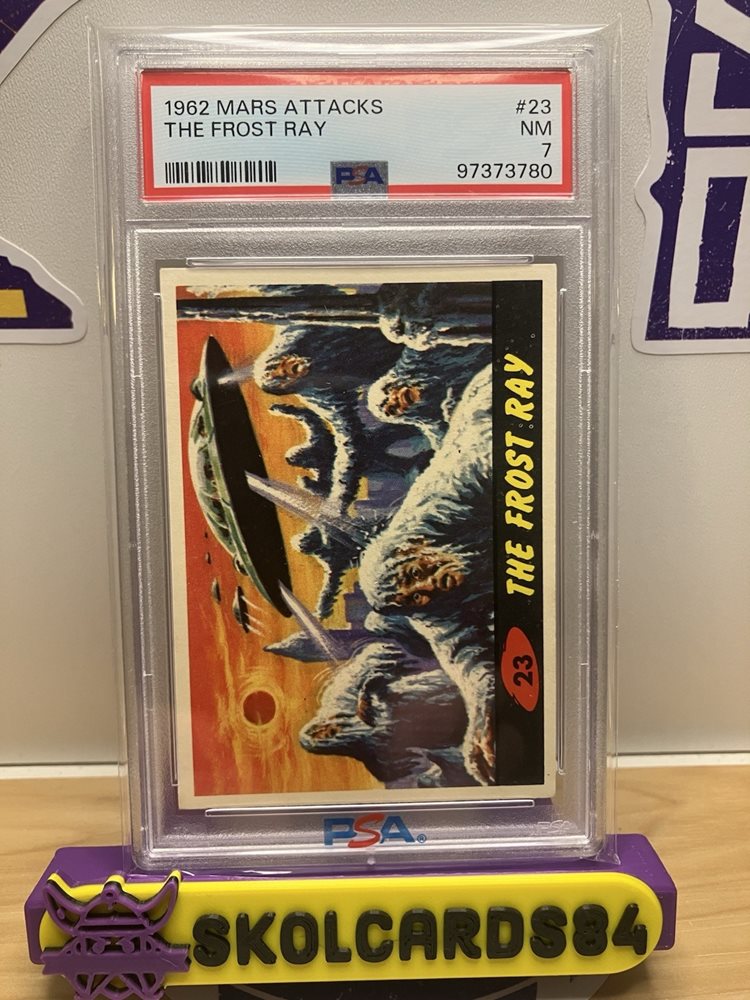 1962 MARS ATTACKS #23
THE FROST RAY NM
7
PSA 97373780
THE FROST RAY
23
PSA®
SKOLCARDS84